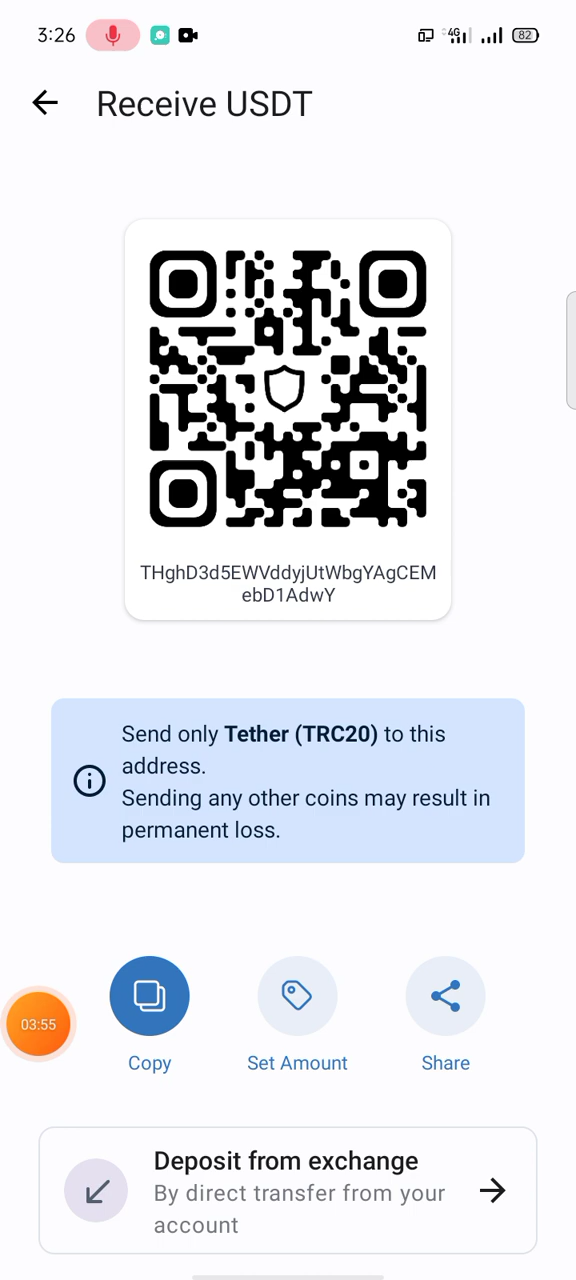 3:26
4G
82
Receive USDT
THghD3d5EWVddyjUtWbgYAgCEM
ebD1AdwY
Send only Tether (TRC20) to this
address.
Sending any other coins may result in
permanent loss.
03:55
Copy
Set Amount
Share
Deposit from exchange
By direct transfer from your
account